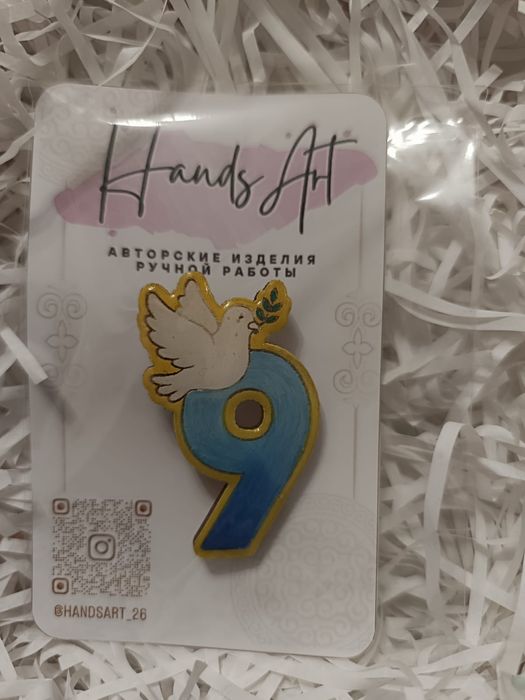 Hands Art
АВТОРСКИЕ ИЗДЕЛИЯ
РУЧНОЙ РАБОТЫ
9
@HANDSART_26